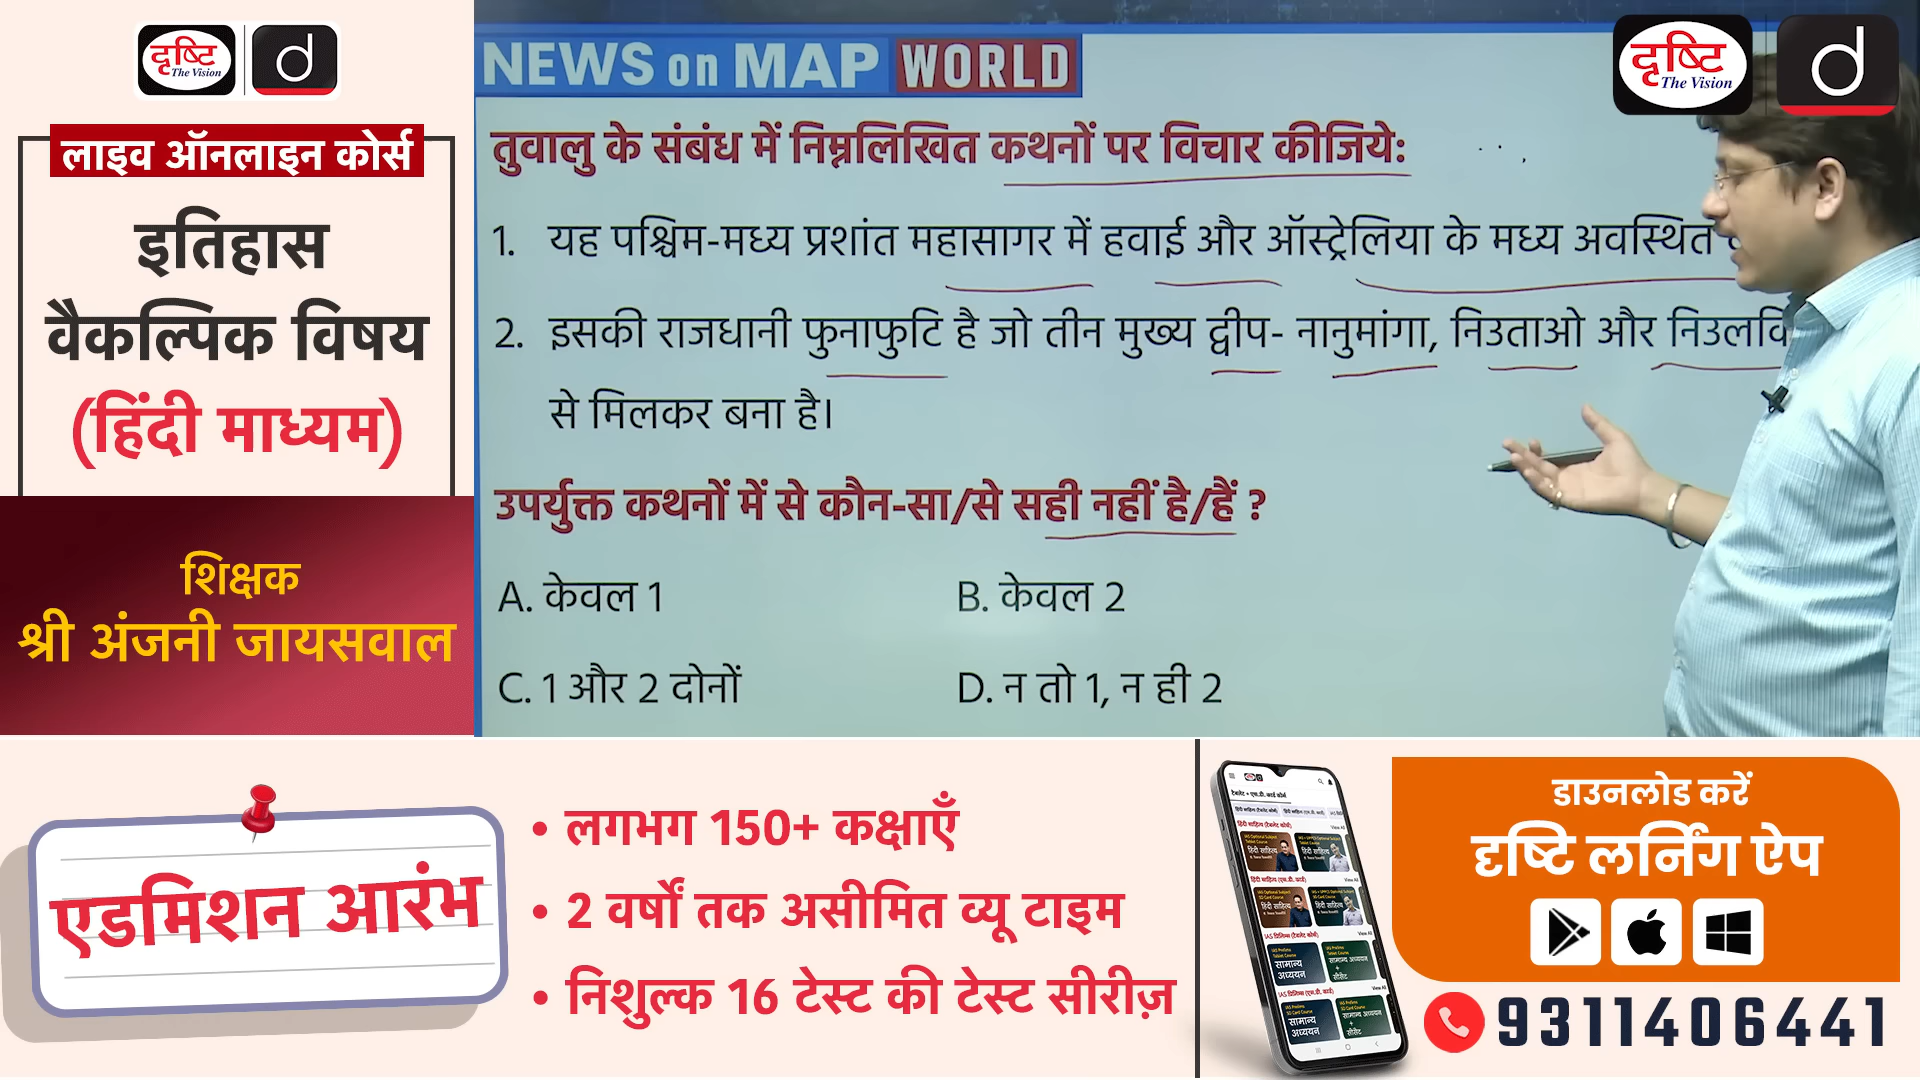 दृष्टि
The Vision
d
लाइव ऑनलाइन कोर्स
इतिहास
वैकल्पिक विषय
(हिंदी माध्यम)
शिक्षक
श्री अंजनी जायसवाल
NEWS on MAP WORLD
दृष्टि
The Vision
d
तुवालु के संबंध में निम्नलिखित कथनों पर विचार कीजिये:
1. यह पश्चिम-मध्य प्रशांत महासागर में हवाई और ऑस्ट्रेलिया के मध्य अवस्थित
2. इसकी राजधानी फुनाफुटि है जो तीन मुख्य द्वीप- नानुमांगा, निउताओ और
से मिलकर बना है।
उपर्युक्त कथनों में से कौन-सा/से सही नहीं है/हैं ?
A. केवल 1
B. केवल 2
C. 1 और 2 दोनों
D. न तो 1, न ही 2
एडमिशन आरंभ
• लगभग 150+ कक्षाएँ
• 2 वर्षों तक असीमित व्यू टाइम
• निशुल्क 16 टेस्ट की टेस्ट सीरीज़
डाउनलोड करें
दृष्टि लर्निंग ऐप
9311406441